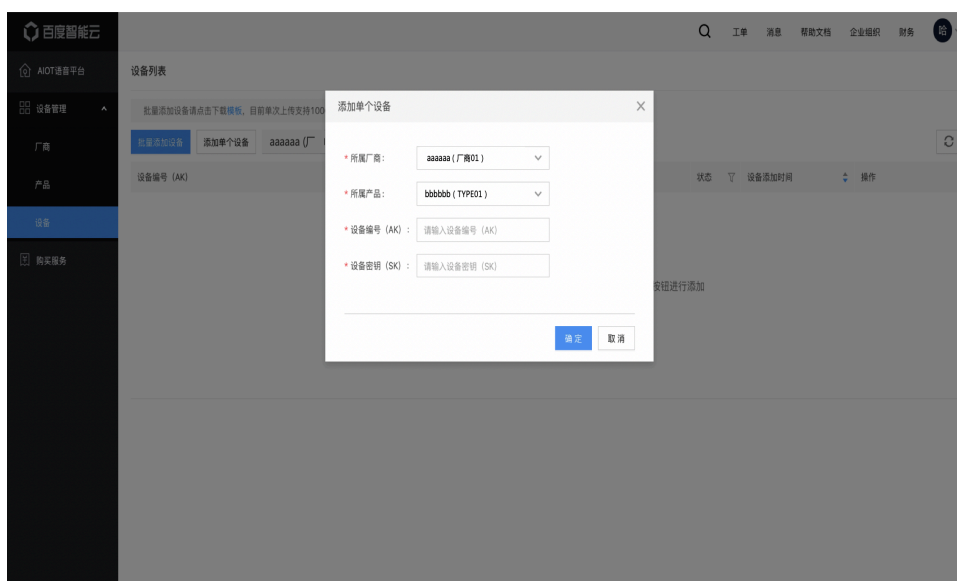 百度智能云
工单 消息 帮助文档 企业组织 财务 哈
AIOT语音平台
设备列表
设备管理
批量添加设备请点击下载模板，目前单次上传支持100
添加单个设备
批量添加设备 添加单个设备 aaaaaa (厂
厂商
* 所属厂商： aaaaaa ( 厂商01 )
设备编号（AK） 状态 设备添加时间 操作
产品
* 所属产品： bbbbbb ( TYPE01 )
设备
* 设备编号（AK）： 请输入设备编号（AK）
购买服务
* 设备密钥（SK）： 请输入设备密钥（SK）
按钮进行添加
确定 取消